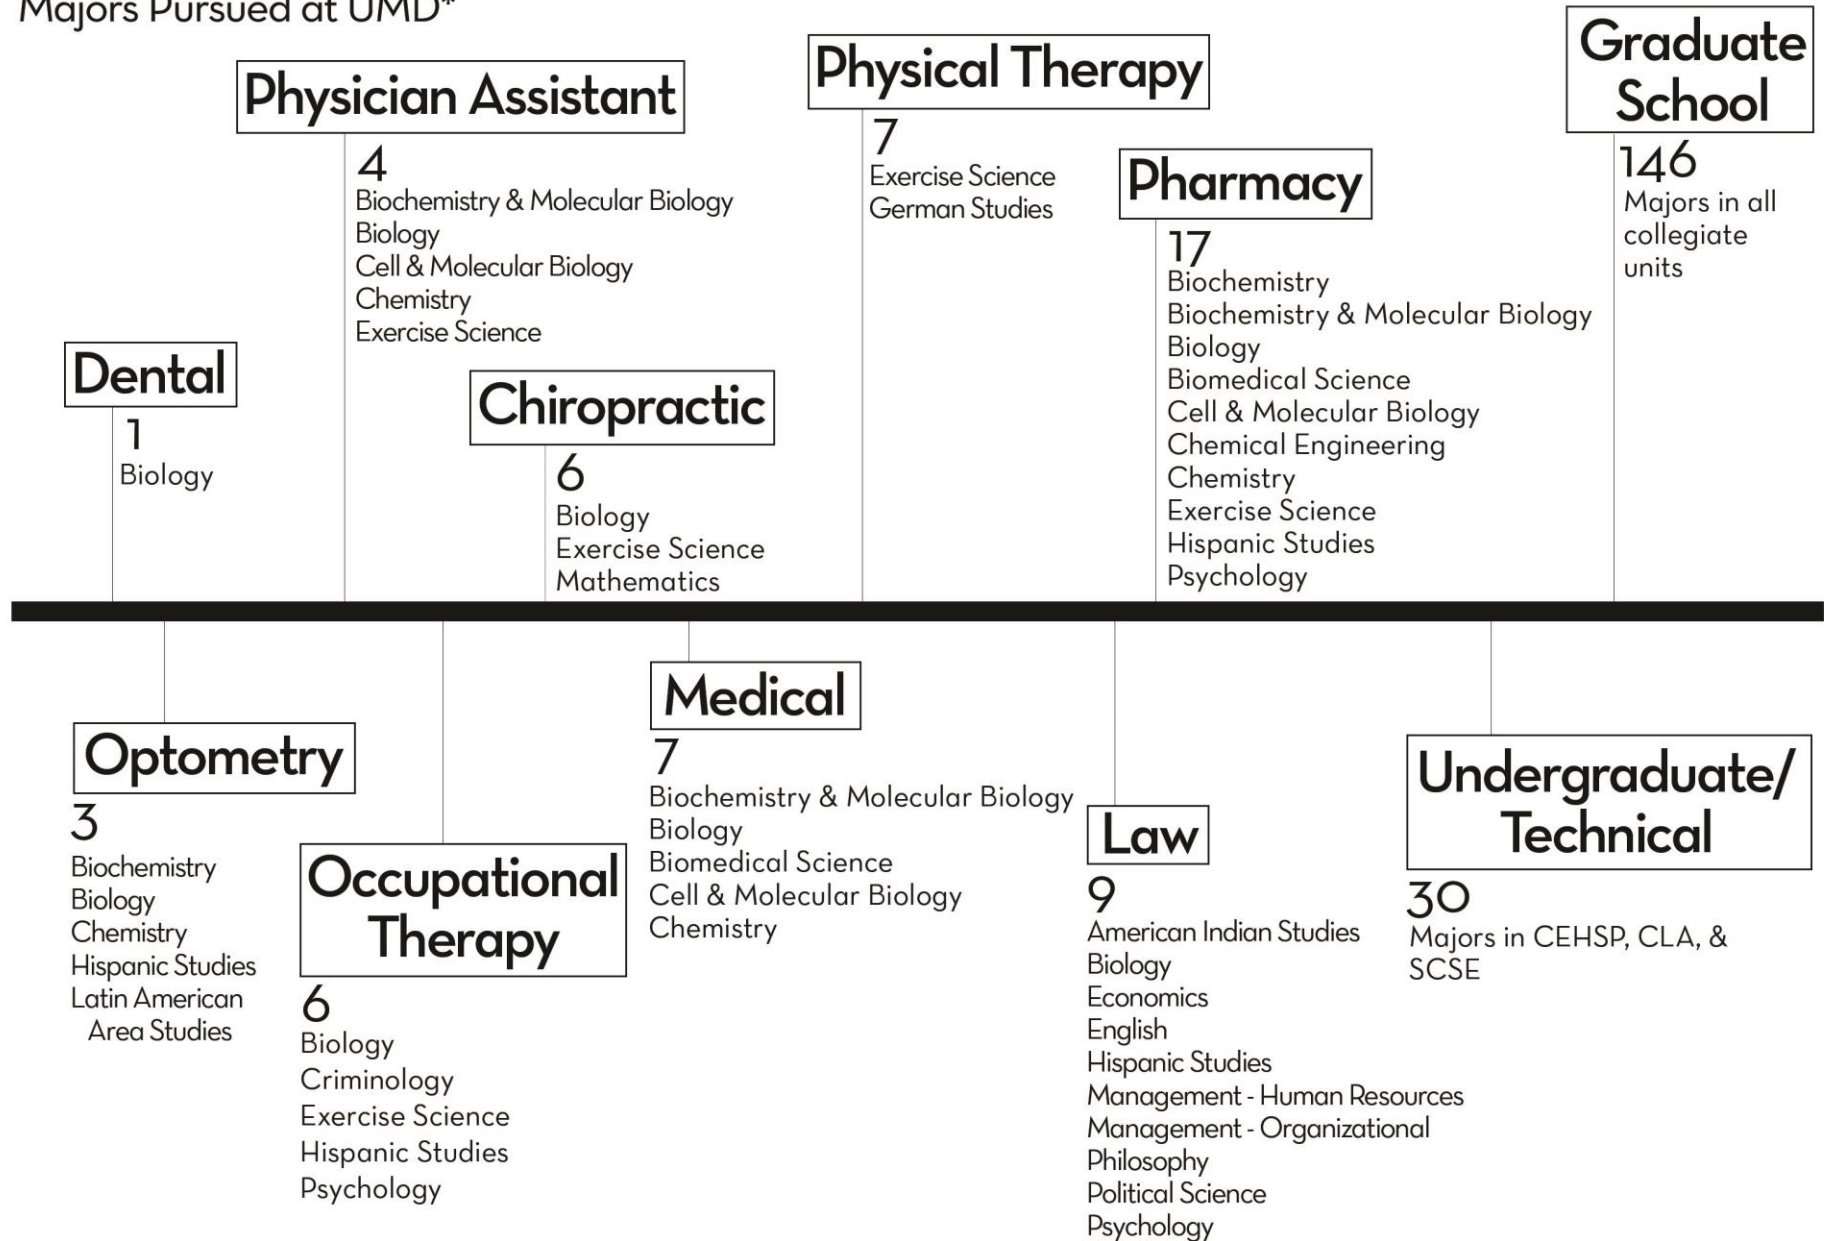 Majors Pursued at UMD*
Physician Assistant
4
Biochemistry & Molecular Biology
Biology
Cell & Molecular Biology
Chemistry
Exercise Science
Physical Therapy
7
Exercise Science
German Studies
Graduate
School
146
Majors in all
collegiate
units
Pharmacy
17
Biochemistry
Biochemistry & Molecular Biology
Biology
Biomedical Science
Cell & Molecular Biology
Chemical Engineering
Chemistry
Exercise Science
Hispanic Studies
Psychology
Dental
1
Biology
Chiropractic
6
Biology
Exercise Science
Mathematics
Optometry
3
Biochemistry
Biology
Chemistry
Hispanic Studies
Latin American
Area Studies
Occupational
Therapy
6
Biology
Criminology
Exercise Science
Hispanic Studies
Psychology
Medical
7
Biochemistry & Molecular Biology
Biology
Biomedical Science
Cell & Molecular Biology
Chemistry
Law
9
American Indian Studies
Biology
Economics
English
Hispanic Studies
Management - Human Resources
Management - Organizational
Philosophy
Political Science
Psychology
Undergraduate/
Technical
30
Majors in CEHSP, CLA, &
SCSE